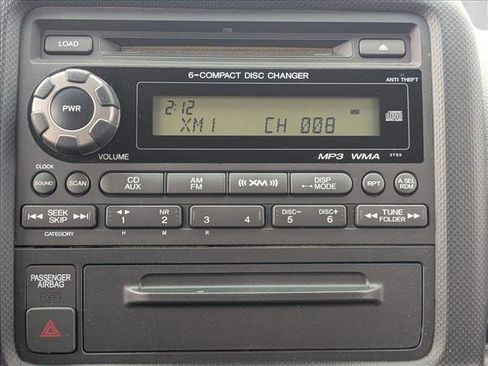 LOAD
6-COMPACT DISC CHANGER
ANTI THEFT
PWR
2:12
XM1 CH 008
VOLUME
MP3 WMA
CLOCK
SOUND SCAN CD AUX AM FM XM DISP MODE RPT A.SEL RDM
SEEK SKIP 1 NR 2 3 4 DISC- 5 DISC+ 6 TUNE FOLDER
CATEGORY H M R
PASSENGER
AIRBAG
OFF